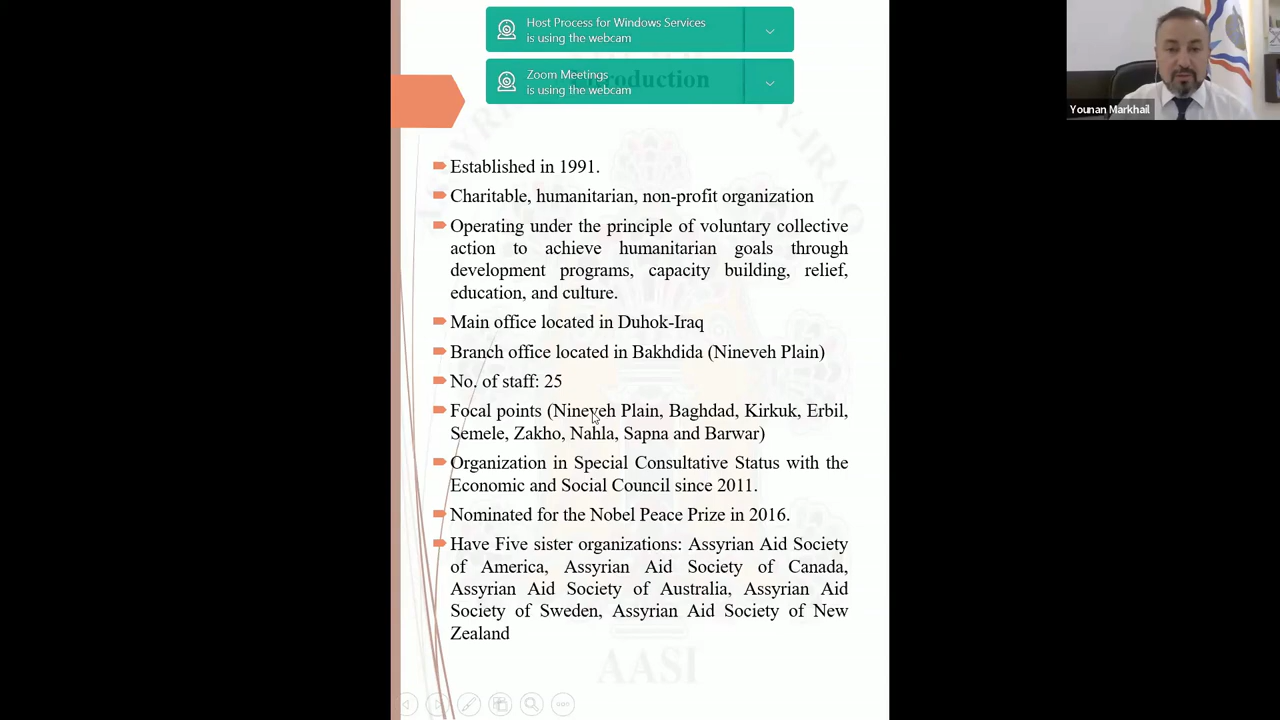 Host Process for Windows Services
is using the webcam
Zoom Meetings
is using the webcam
Younan Markhail
Established in 1991.
Charitable, humanitarian, non-profit organization
Operating under the principle of voluntary collective
action to achieve humanitarian goals through
development programs, capacity building, relief,
education, and culture.
Main office located in Duhok-Iraq
Branch office located in Bakhdida (Nineveh Plain)
No. of staff: 25
Focal points (Nineveh Plain, Baghdad, Kirkuk, Erbil,
Semele, Zakho, Nahla, Sapna and Barwar)
Organization in Special Consultative Status with the
Economic and Social Council since 2011.
Nominated for the Nobel Peace Prize in 2016.
Have Five sister organizations: Assyrian Aid Society
of America, Assyrian Aid Society of Canada,
Assyrian Aid Society of Australia, Assyrian Aid
Society of Sweden, Assyrian Aid Society of New
Zealand
AASI